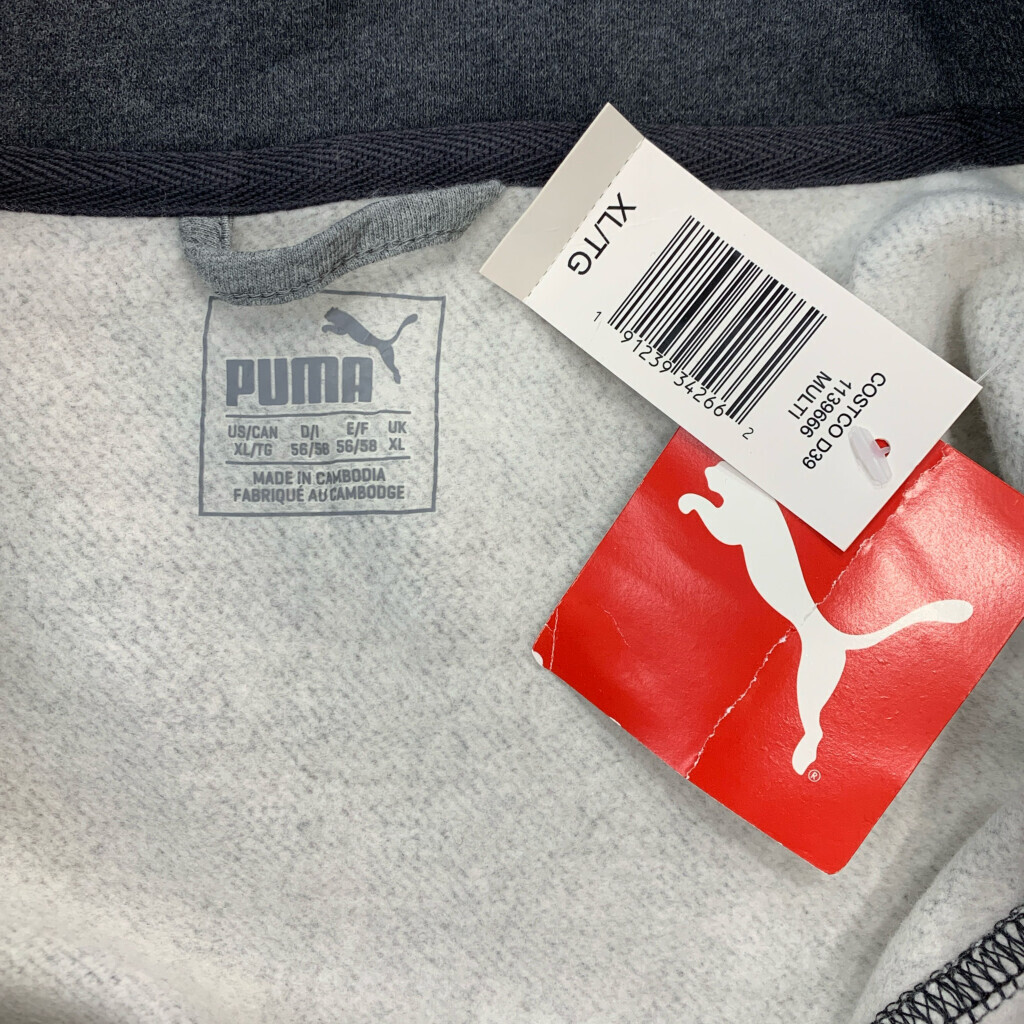 PUMA
US/CAN D/I E/F UK
XL/TG 56/58 56/58 XL
MADE IN CAMBODIA
FABRIQUÉ AU CAMBODGE
XL/TG
1 91239 34266 2
COSTCO D39
1139666
MULTI
®